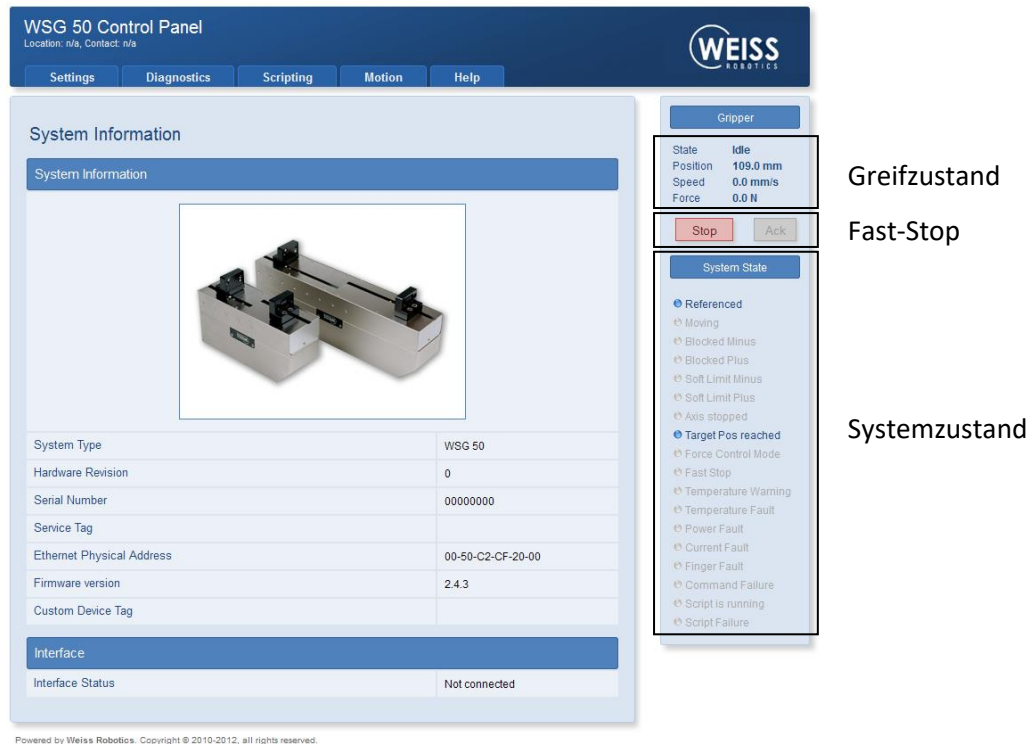 WSG 50 Control Panel
Location: n/a, Contact: n/a
WEISS
ROBOTICS
Settings Diagnostics Scripting Motion Help
System Information
System Information
System Type WSG 50
Hardware Revision 0
Serial Number 00000000
Service Tag
Ethernet Physical Address 00-50-C2-CF-20-00
Firmware version 2.4.3
Custom Device Tag
Interface
Interface Status Not connected
Powered by Weiss Robotics. Copyright © 2010-2012, all rights reserved.
Gripper
State Idle
Position 109.0 mm
Speed 0.0 mm/s
Force 0.0 N
Greifzustand
Stop Ack
Fast-Stop
System State
Referenced
Moving
Blocked Minus
Blocked Plus
Soft Limit Minus
Soft Limit Plus
Axis stopped
Target Pos reached
Force Control Mode
Fast Stop
Temperature Warning
Temperature Fault
Power Fault
Current Fault
Finger Fault
Command Failure
Script is running
Script Failure
Systemzustand